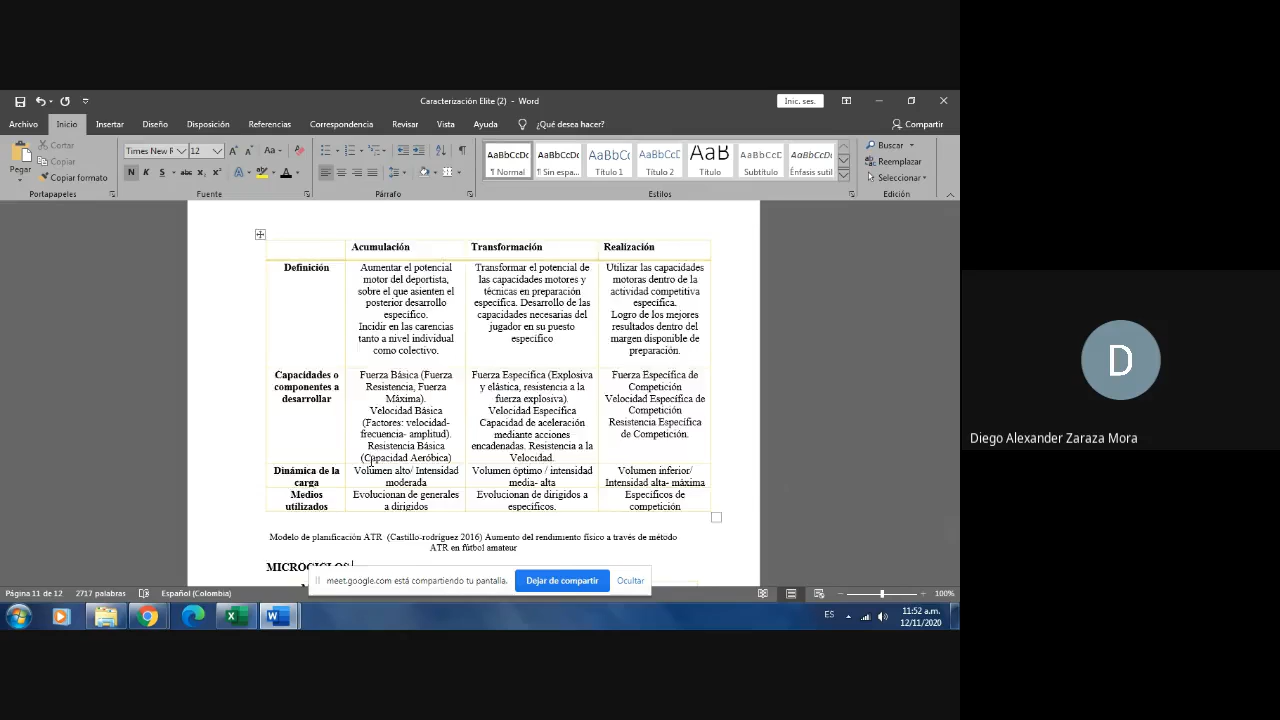 Caracterización Elite (2) - Word
Inic. ses.
Archivo Inicio Insertar Diseño Disposición Referencias Correspondencia Revisar Vista Ayuda ¿Qué desea hacer? Compartir
Pegar
Cortar
Copiar
Copiar formato
Portapapeles
Times New R 12
Fuente
Párrafo
AaBbCcDc AaBbCcDc AaBbCc AaBbCcD AaB AaBbCcD AaBbCcDc
¶ Normal ¶ Sin espa... Título 1 Título 2 Título Subtítulo Énfasis sutil
Estilos
Buscar
Reemplazar
Seleccionar
Edición
Acumulación Transformación Realización
Definición
Aumentar el potencial
motor del deportista,
sobre el que asienten el
posterior desarrollo
específico.
Incidir en las carencias
tanto a nivel individual
como colectivo.
Transformar el potencial de
las capacidades motores y
técnicas en preparación
específica. Desarrollo de las
capacidades necesarias del
jugador en su puesto
específico
Utilizar las capacidades
motoras dentro de la
actividad competitiva
específica.
Logro de los mejores
resultados dentro del
margen disponible de
preparación.
Capacidades o
componentes a
desarrollar
Fuerza Básica (Fuerza
Resistencia, Fuerza
Máxima).
Velocidad Básica
(Factores: velocidad-
frecuencia- amplitud).
Resistencia Básica
(Capacidad Aeróbica)
Fuerza Específica (Explosiva
y elástica, resistencia a la
fuerza explosiva).
Velocidad Específica
Capacidad de aceleración
mediante acciones
encadenadas. Resistencia a la
Velocidad.
Fuerza Específica de
Competición
Velocidad Específica de
Competición
Resistencia Específica
de Competición.
Dinámica de la
carga
Volumen alto/ Intensidad
moderada
Volumen óptimo / intensidad
media- alta
Volumen inferior/
Intensidad alta- máxima
Medios
utilizados
Evolucionan de generales
a dirigidos
Evolucionan de dirigidos a
específicos.
Específicos de
competición
Modelo de planificación ATR (Castillo-rodríguez 2016) Aumento del rendimiento físico a través de método
ATR en fútbol amateur
MICROCICLOS
meet.google.com está compartiendo tu pantalla. Dejar de compartir Ocultar
Página 11 de 12 2717 palabras Español (Colombia) 100%
ES 11:52 a.m.
12/11/2020
D
Diego Alexander Zaraza Mora